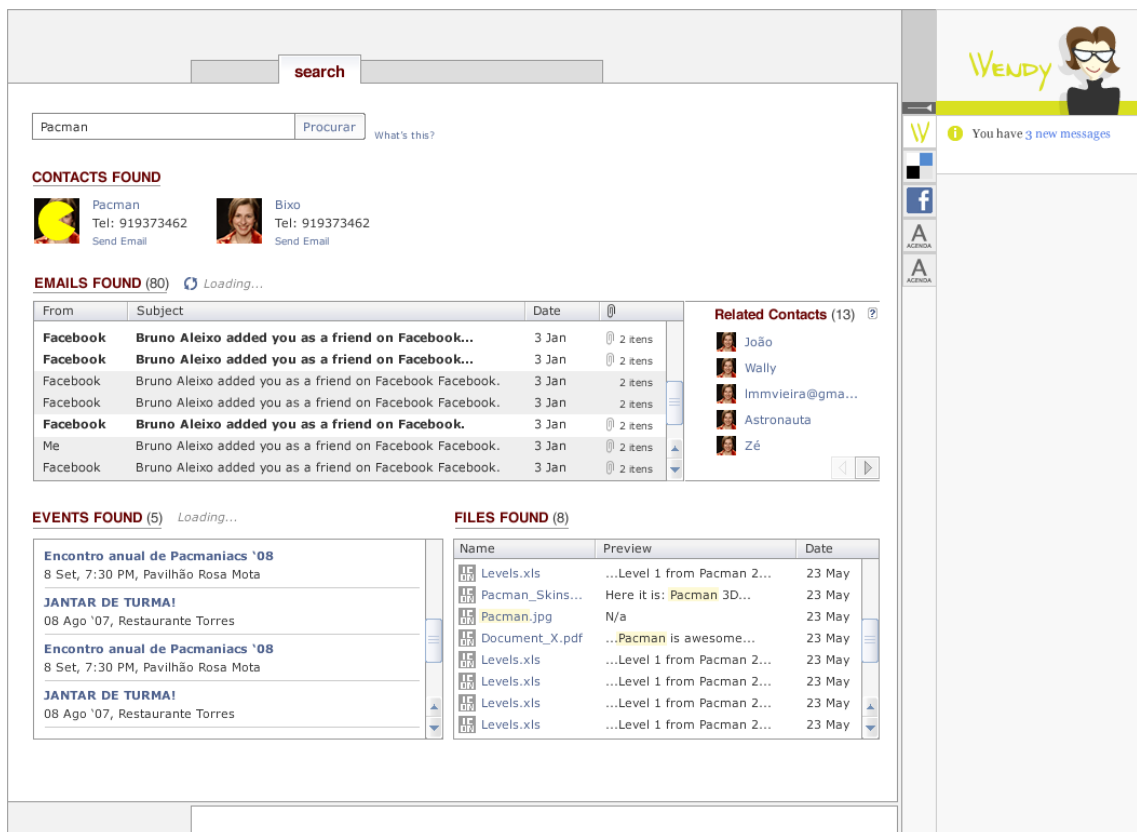 WENDY
search
Pacman Procurar What's this?
You have 3 new messages
CONTACTS FOUND
Pacman
Tel: 919373462
Send Email
Bixo
Tel: 919373462
Send Email
A
AGENDA
A
AGENDA
EMAILS FOUND (80) Loading...
From Subject Date
Facebook Bruno Aleixo added you as a friend on Facebook... 3 Jan 2 itens
Facebook Bruno Aleixo added you as a friend on Facebook... 3 Jan 2 itens
Facebook Bruno Aleixo added you as a friend on Facebook Facebook. 3 Jan 2 itens
Facebook Bruno Aleixo added you as a friend on Facebook Facebook. 3 Jan 2 itens
Facebook Bruno Aleixo added you as a friend on Facebook. 3 Jan 2 itens
Me Bruno Aleixo added you as a friend on Facebook Facebook. 3 Jan 2 itens
Facebook Bruno Aleixo added you as a friend on Facebook Facebook. 3 Jan 2 itens
Related Contacts (13) ?
João
Wally
lmmvieira@gma...
Astronauta
Zé
EVENTS FOUND (5) Loading...
Encontro anual de Pacmaniacs ‘08
8 Set, 7:30 PM, Pavilhão Rosa Mota
JANTAR DE TURMA!
08 Ago ‘07, Restaurante Torres
Encontro anual de Pacmaniacs ‘08
8 Set, 7:30 PM, Pavilhão Rosa Mota
JANTAR DE TURMA!
08 Ago ‘07, Restaurante Torres
FILES FOUND (8)
Name Preview Date
ICON Levels.xls ...Level 1 from Pacman 2... 23 May
ICON Pacman_Skins... Here it is: Pacman 3D... 23 May
ICON Pacman.jpg N/a 23 May
ICON Document_X.pdf ...Pacman is awesome... 23 May
ICON Levels.xls ...Level 1 from Pacman 2... 23 May
ICON Levels.xls ...Level 1 from Pacman 2... 23 May
ICON Levels.xls ...Level 1 from Pacman 2... 23 May
ICON Levels.xls ...Level 1 from Pacman 2... 23 May